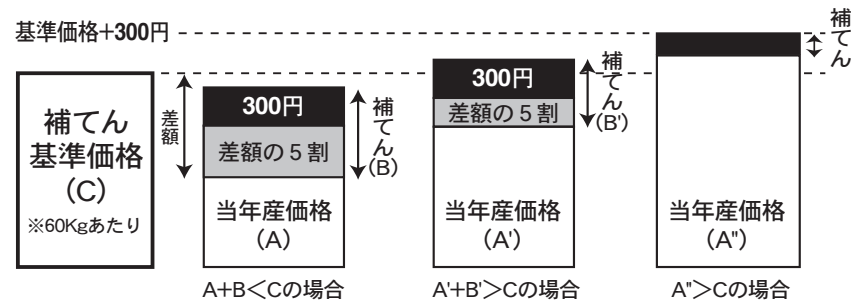 基準価格+300円
補てん
基準価格
(C)
※60Kgあたり
差額
300円
差額の5割
当年産価格
(A)
補てん(B)
A+B＜Cの場合
300円
差額の5割
当年産価格
(A')
補てん(B')
A'+B'＞Cの場合
当年産価格
(A")
補てん
A"＞Cの場合